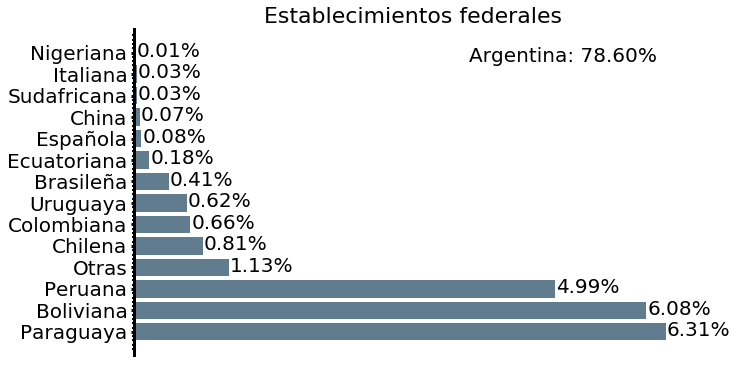 Establecimientos federales
Argentina: 78.60%
Nigeriana 0.01%
Italiana 0.03%
Sudafricana 0.03%
China 0.07%
Española 0.08%
Ecuatoriana 0.18%
Brasileña 0.41%
Uruguaya 0.62%
Colombiana 0.66%
Chilena 0.81%
Otras 1.13%
Peruana 4.99%
Boliviana 6.08%
Paraguaya 6.31%